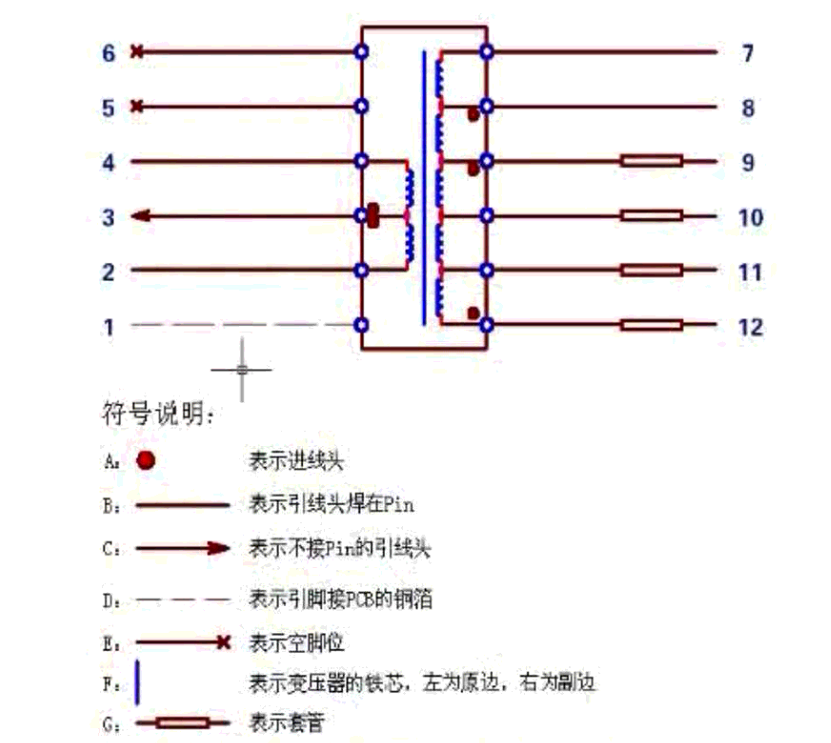 6 7
5 8
4 9
3 10
2 11
1 12
符号说明:
A: 表示进线头
B: 表示引线头焊在Pin
C: 表示不接Pin的引线头
D: 表示引脚接PCB的铜箔
E: 表示空脚位
F: 表示变压器的铁芯，左为原边，右为副边
G: 表示套管